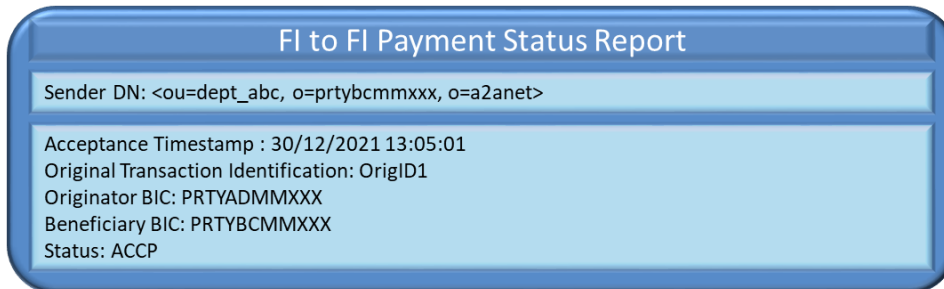 FI to FI Payment Status Report
Sender DN: <ou=dept_abc, o=prtybcmmxxx, o=a2anet>
Acceptance Timestamp : 30/12/2021 13:05:01
Original Transaction Identification: OrigID1
Originator BIC: PRTYADMMXXX
Beneficiary BIC: PRTYBCMMXXX
Status: ACCP